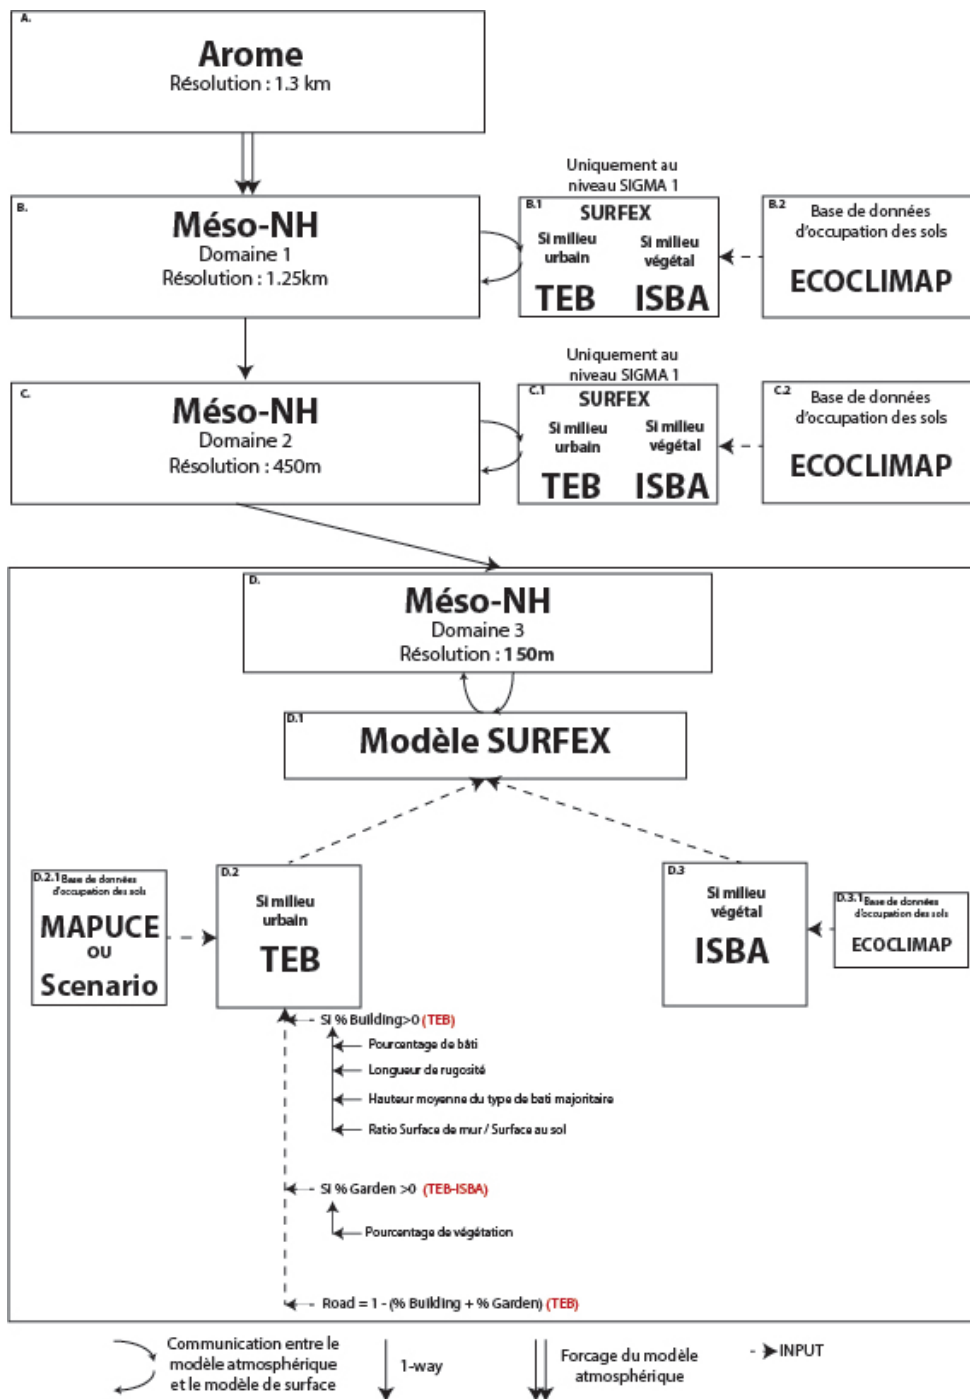 A.
Arome
Résolution : 1.3 km
B.
Méso-NH
Domaine 1
Résolution : 1.25km
Uniquement au
niveau SIGMA 1
B.1
SURFEX
Si milieu
urbain
TEB
Si milieu
végétal
ISBA
B.2
Base de données
d'occupation des sols
ECOCLIMAP
C.
Méso-NH
Domaine 2
Résolution : 450m
Uniquement au
niveau SIGMA 1
C.1
SURFEX
Si milieu
urbain
TEB
Si milieu
végétal
ISBA
C.2
Base de données
d'occupation des sols
ECOCLIMAP
D.
Méso-NH
Domaine 3
Résolution : 150m
D.1
Modèle SURFEX
D.2.1 Base de données
d'occupation des sols
MAPUCE
OU
Scenario
D.2
Si milieu
urbain
TEB
D.3
Si milieu
végétal
ISBA
D.3.1 Base de données
d'occupation des sols
ECOCLIMAP
Si % Building>0 (TEB)
Pourcentage de bâti
Longueur de rugosité
Hauteur moyenne du type de bati majoritaire
Ratio Surface de mur / Surface au sol
Si % Garden >0 (TEB-ISBA)
Pourcentage de végétation
Road = 1 - (% Building + % Garden) (TEB)
Communication entre le
modèle atmosphérique
et le modèle de surface
1-way
Forcage du modèle
atmosphérique
INPUT